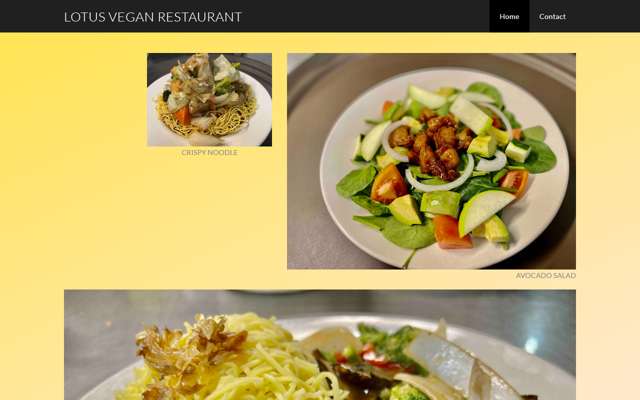 LOTUS VEGAN RESTAURANT
Home
Contact
CRISPY NOODLE
AVOCADO SALAD